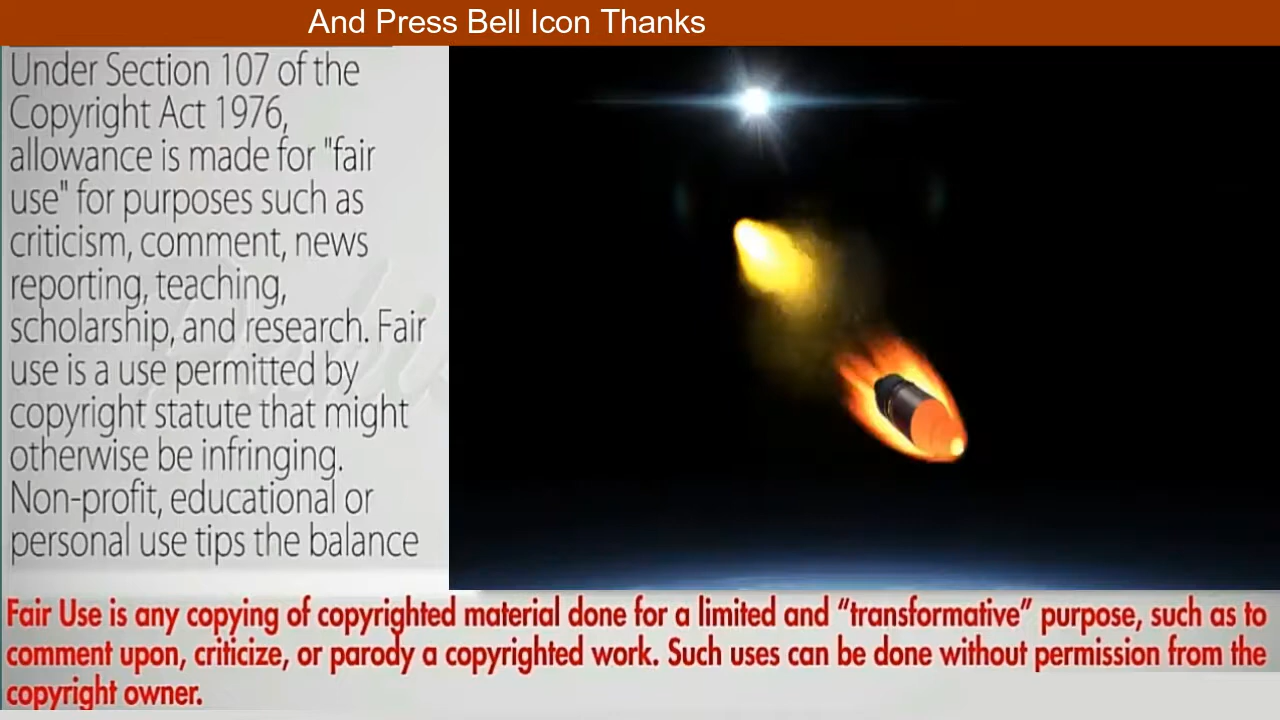 And Press Bell Icon Thanks
Under Section 107 of the
Copyright Act 1976,
allowance is made for "fair
use" for purposes such as
criticism, comment, news
reporting, teaching,
scholarship, and research. Fair
use is a use permitted by
copyright statute that might
otherwise be infringing.
Non-profit, educational or
personal use tips the balance
Fair Use is any copying of copyrighted material done for a limited and “transformative” purpose, such as to
comment upon, criticize, or parody a copyrighted work. Such uses can be done without permission from the
copyright owner.